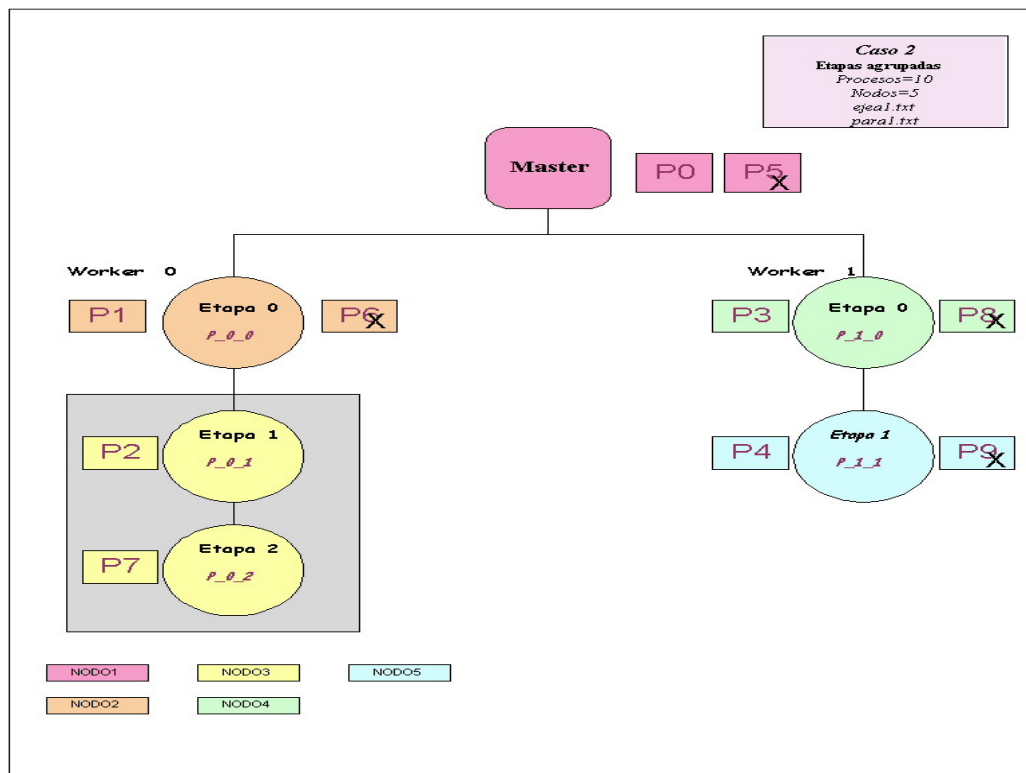 Caso 2
Etapas agrupadas
Procesos=10
Nodos=5
ejea1.txt
para1.txt
Master
P0
P5
X
Worker 0
Worker 1
P1
Etapa 0
P_0_0
P6
X
P3
Etapa 0
P_1_0
P8
X
P2
Etapa 1
P_0_1
P4
Etapa 1
P_1_1
P9
X
P7
Etapa 2
P_0_2
NODO1
NODO3
NODO5
NODO2
NODO4